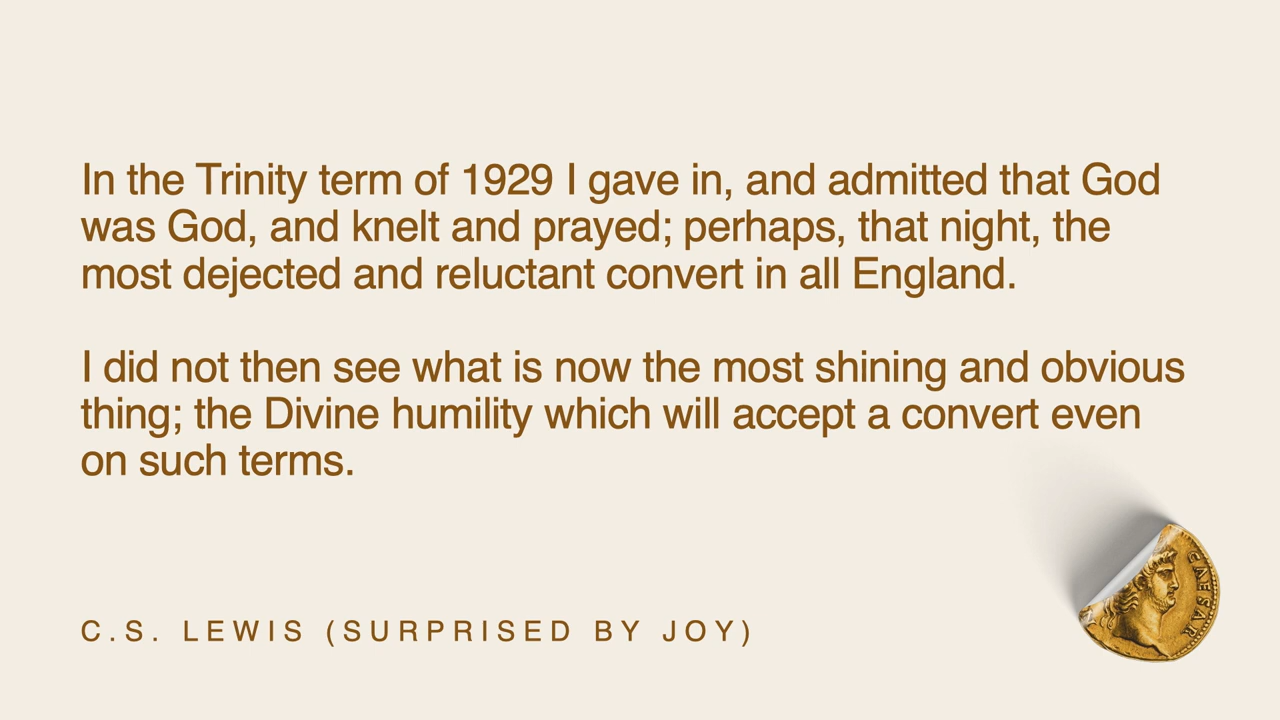 In the Trinity term of 1929 I gave in, and admitted that God
was God, and knelt and prayed; perhaps, that night, the
most dejected and reluctant convert in all England.
I did not then see what is now the most shining and obvious
thing; the Divine humility which will accept a convert even
on such terms.
C.S. LEWIS (SURPRISED BY JOY)
CAESAR